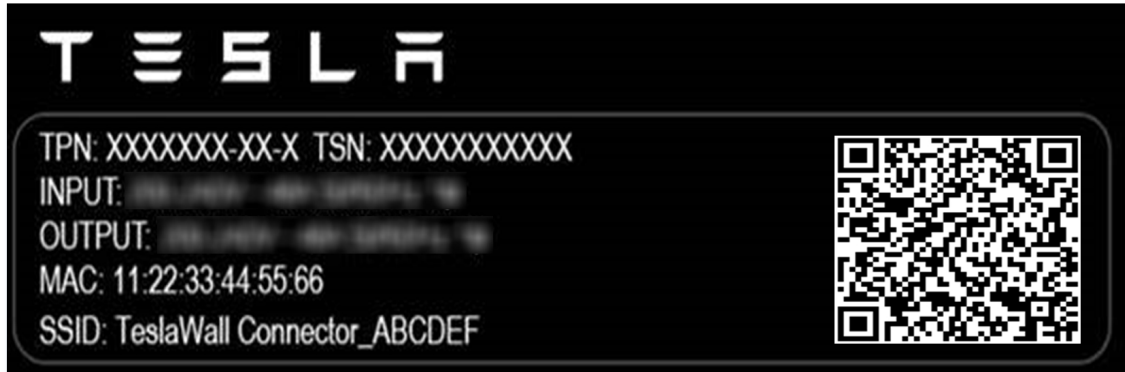 TESLA
TPN: XXXXXXX-XX-X TSN: XXXXXXXXXXX
INPUT:
OUTPUT:
MAC: 11:22:33:44:55:66
SSID: TeslaWall Connector_ABCDEF